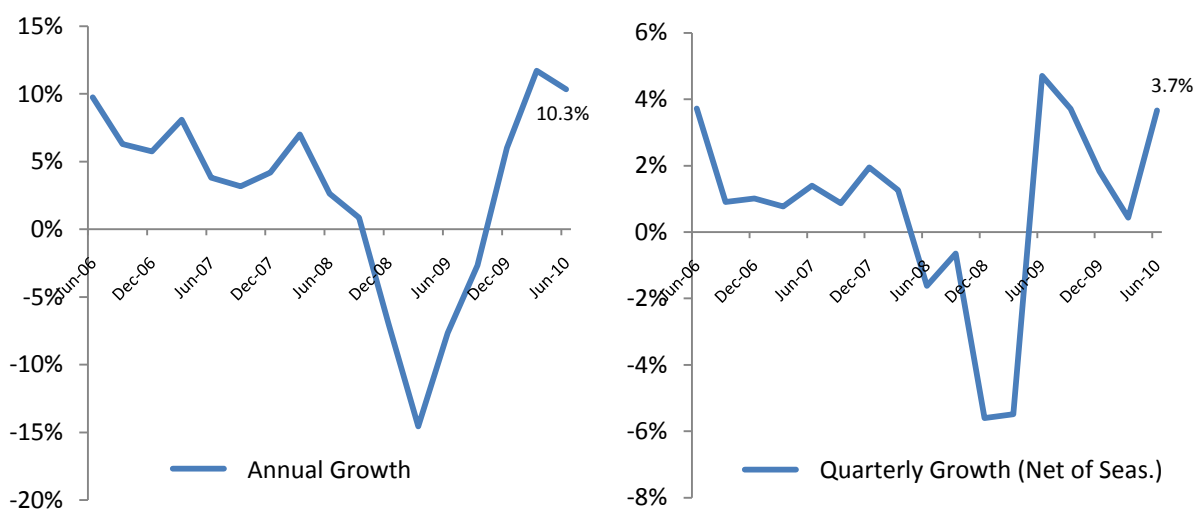 15%
10%
5%
0%
-5%
-10%
-15%
-20%
10.3%
Jun-06
Dec-06
Jun-07
Dec-07
Jun-08
Dec-08
Jun-09
Dec-09
Jun-10
Annual Growth
6%
4%
2%
0%
-2%
-4%
-6%
-8%
3.7%
Jun-06
Dec-06
Jun-07
Dec-07
Jun-08
Dec-08
Jun-09
Dec-09
Jun-10
Quarterly Growth (Net of Seas.)